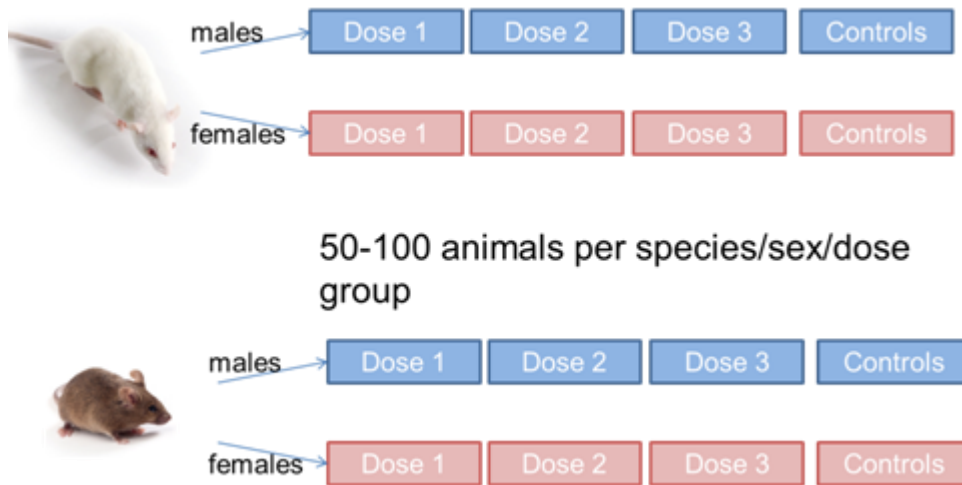 males Dose 1 Dose 2 Dose 3 Controls
females Dose 1 Dose 2 Dose 3 Controls
50-100 animals per species/sex/dose
group
males Dose 1 Dose 2 Dose 3 Controls
females Dose 1 Dose 2 Dose 3 Controls